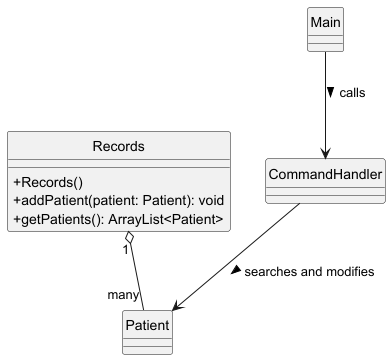 Main
calls
Records
+Records()
+addPatient(patient: Patient): void
+getPatients(): ArrayList<Patient>
CommandHandler
1
searches and modifies
many
Patient